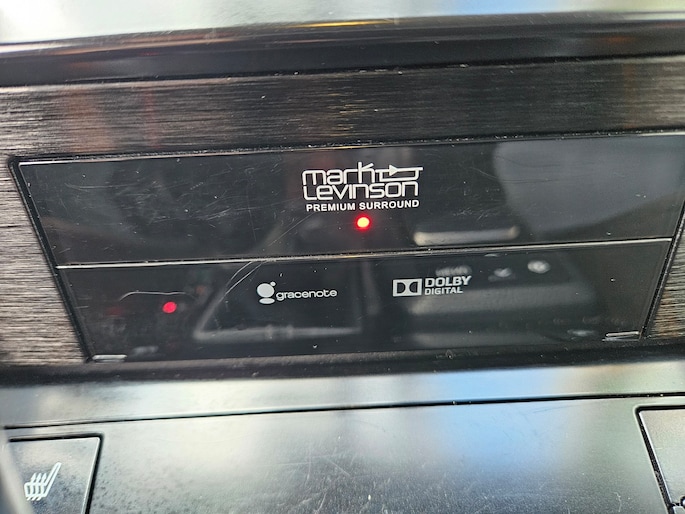 mark
Levinson
PREMIUM SURROUND
gracenote
DOLBY
DIGITAL